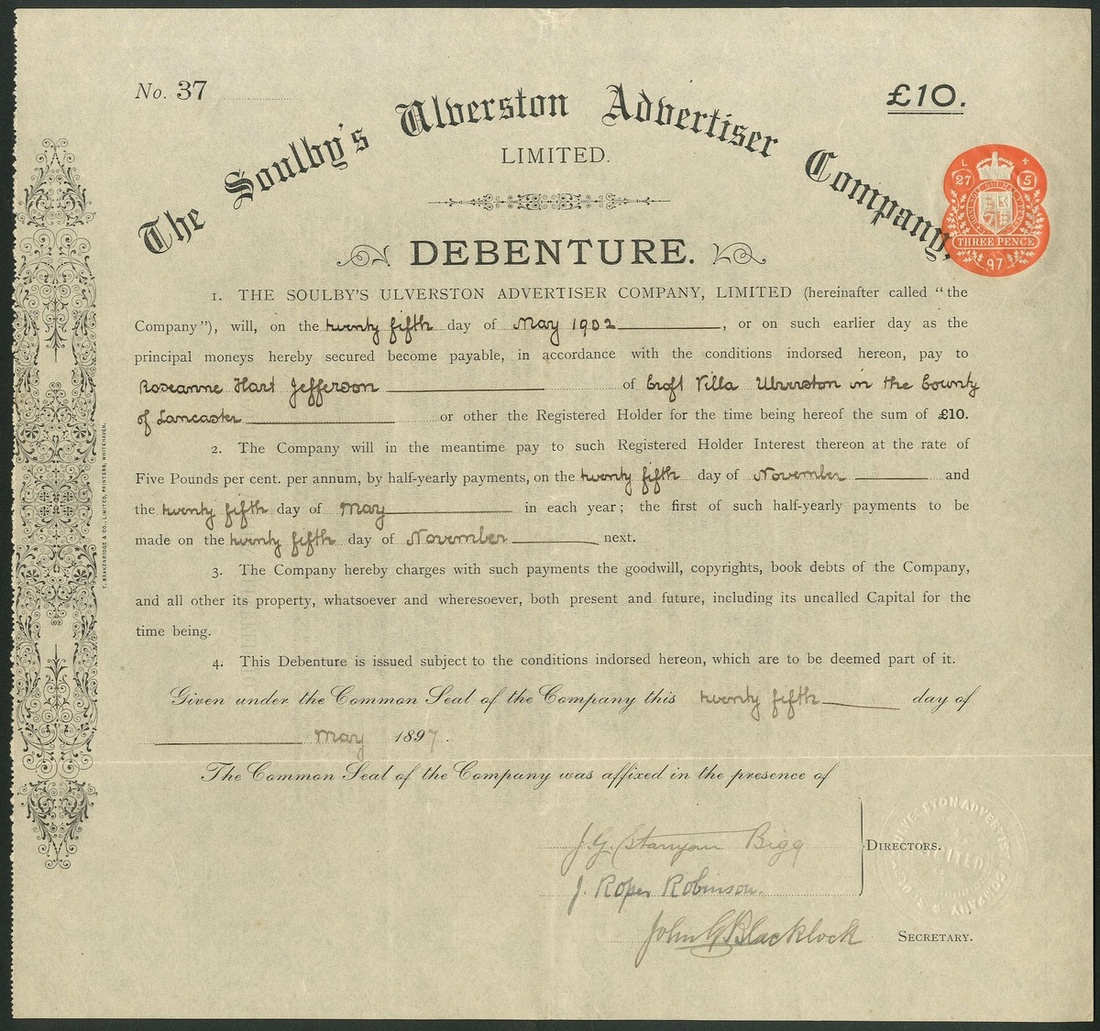 No. 37
£10.
The Soulby's Ulverston Advertiser Company,
LIMITED.
L +
27 5
THREE PENCE
97
DEBENTURE.
1. THE SOULBY'S ULVERSTON ADVERTISER COMPANY, LIMITED (hereinafter called "the
Company"), will, on the twenty fifth day of May 1902, or on such earlier day as the
principal moneys hereby secured become payable, in accordance with the conditions indorsed hereon, pay to
Roseanne Hart Jefferson of Croft Villa Ulverston in the County
of Lancaster or other the Registered Holder for the time being hereof the sum of £10.
2. The Company will in the meantime pay to such Registered Holder Interest thereon at the rate of
Five Pounds per cent. per annum, by half-yearly payments, on the twenty fifth day of November and
the twenty fifth day of May in each year; the first of such half-yearly payments to be
made on the twenty fifth day of November next.
3. The Company hereby charges with such payments the goodwill, copyrights, book debts of the Company,
and all other its property, whatsoever and wheresoever, both present and future, including its uncalled Capital for the
time being.
4. This Debenture is issued subject to the conditions indorsed hereon, which are to be deemed part of it.
Given under the Common Seal of the Company this twenty fifth day of
May 1897.
The Common Seal of the Company was affixed in the presence of
J. G. Stanyan Bigg
DIRECTORS.
J. Roper Robinson.
John G Blacklock SECRETARY.
T. BRAKENRIDGE & CO., LIMITED, PRINTERS, WHITEHAVEN.